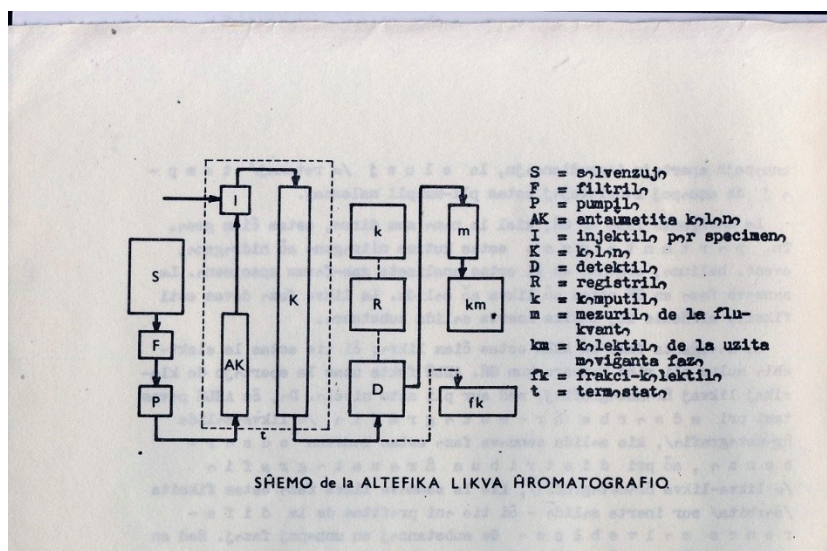 S
F
P
AK
I
K
t
k
R
D
m
km
fk
S = solvenzujo
F = filtrilo
P = pumpilo
AK = antaŭmetita kolono
I = injektilo por specimeno
K = kolono
D = detektilo
R = registrilo
k = komputilo
m = mezurilo de la flu-
kvanto
km = kolektilo de la uzita
moviĝanta fazo
fk = frakci-kolektilo
t = termostato
SĤEMO de la ALTEFIKA LIKVA ĤROMATOGRAFIO